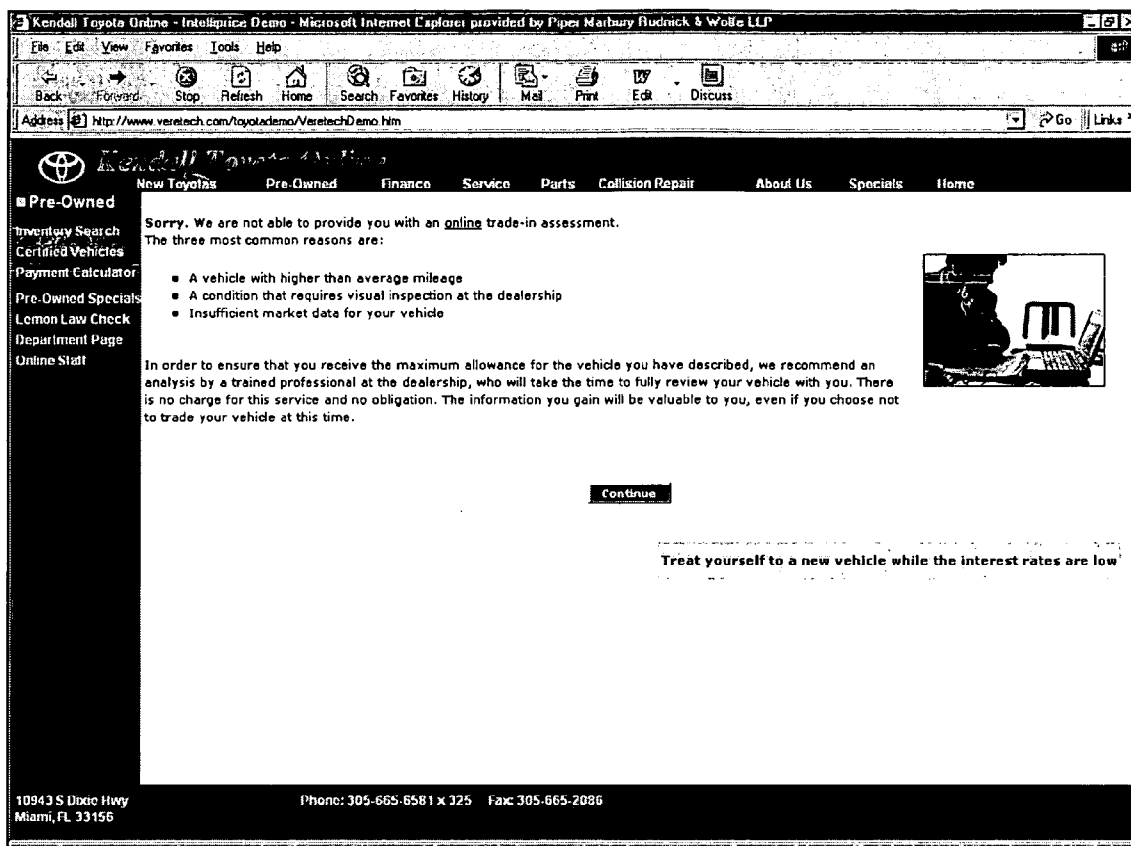 Kendall Toyota Online - Intelliprice Demo - Microsoft Internet Explorer provided by Piper Marbury Rudnick & Wolfe LLP
File Edit View Favorites Tools Help
Back Forward Stop Refresh Home Search Favorites History Mail Print Edit Discuss
Address http://www.veretech.com/toyotademo/VeretechDemo.htm Go Links
Kendall Toyota Online
New Toyotas Pre-Owned Finance Service Parts Collision Repair About Us Specials Home
Pre-Owned
Inventory Search
Certified Vehicles
Payment Calculator
Pre-Owned Specials
Lemon Law Check
Department Page
Online Staff
Sorry. We are not able to provide you with an online trade-in assessment.
The three most common reasons are:
A vehicle with higher than average mileage
A condition that requires visual inspection at the dealership
Insufficient market data for your vehicle
In order to ensure that you receive the maximum allowance for the vehicle you have described, we recommend an
analysis by a trained professional at the dealership, who will take the time to fully review your vehicle with you. There
is no charge for this service and no obligation. The information you gain will be valuable to you, even if you choose not
to trade your vehicle at this time.
Continue
Treat yourself to a new vehicle while the interest rates are low
10943 S Dixie Hwy Phone: 305-665-6581 x 325 Fax: 305-665-2086
Miami, FL 33156